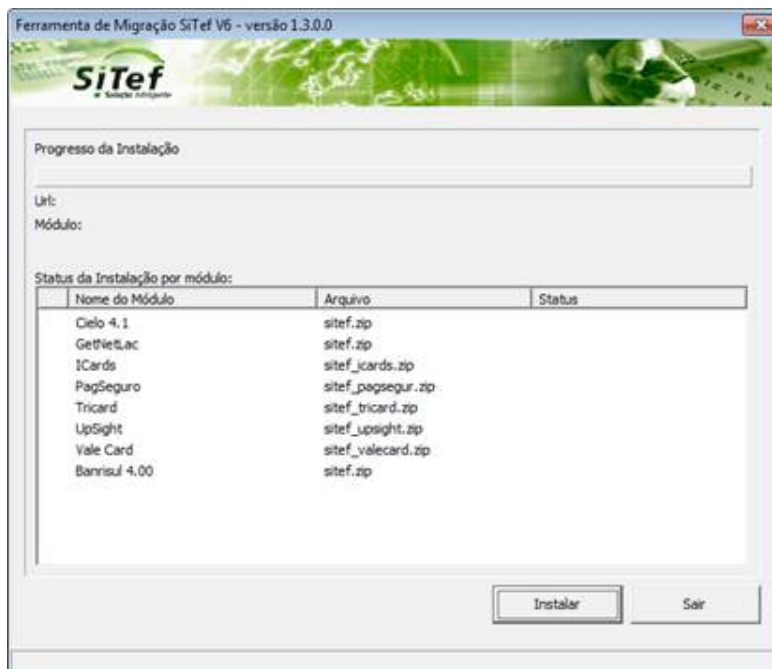 Ferramenta de Migração SiTef V6 - versão 1.3.0.0
SiTef
Solução Inteligente
Progresso da Instalação
Url:
Módulo:
Status da Instalação por módulo:
Nome do Módulo Arquivo Status
Cielo 4.1 sitef.zip
GetNetLac sitef.zip
ICards sitef_icards.zip
PagSeguro sitef_pagsegur.zip
Tricard sitef_tricard.zip
UpSight sitef_upsight.zip
Vale Card sitef_valecard.zip
Banrisul 4.00 sitef.zip
Instalar Sair